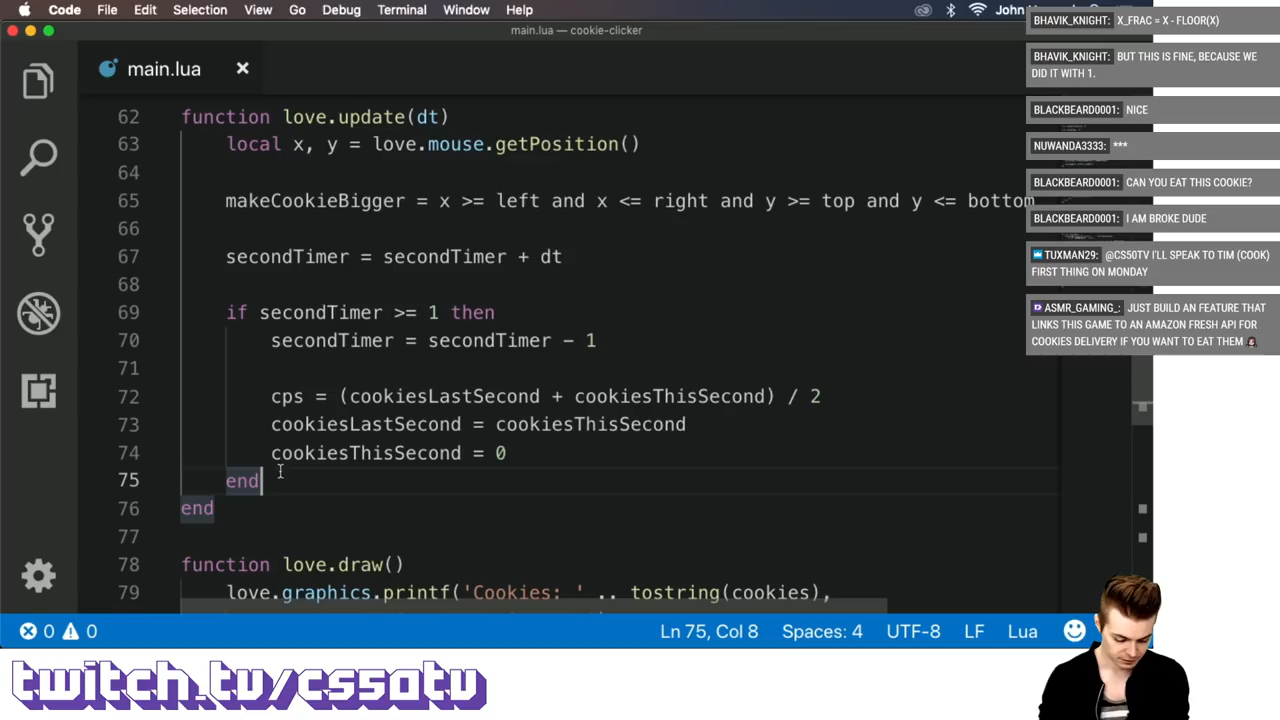 Code File Edit Selection View Go Debug Terminal Window Help
main.lua — cookie-clicker
main.lua
62 function love.update(dt)
63 local x, y = love.mouse.getPosition()
64
65 makeCookieBigger = x >= left and x <= right and y >= top and y <= bottom
66
67 secondTimer = secondTimer + dt
68
69 if secondTimer >= 1 then
70 secondTimer = secondTimer - 1
71
72 cps = (cookiesLastSecond + cookiesThisSecond) / 2
73 cookiesLastSecond = cookiesThisSecond
74 cookiesThisSecond = 0
75 end
76 end
77
78 function love.draw()
79 love.graphics.printf('Cookies: ' .. tostring(cookies),
0 0 Ln 75, Col 8 Spaces: 4 UTF-8 LF Lua
BHAVIK_KNIGHT: X_FRAC = X - FLOOR(X)
BHAVIK_KNIGHT: BUT THIS IS FINE, BECAUSE WE
DID IT WITH 1.
BLACKBEARD0001: NICE
NUWANDA3333: ***
BLACKBEARD0001: CAN YOU EAT THIS COOKIE?
BLACKBEARD0001: I AM BROKE DUDE
TUXMAN29: @CS50TV I'LL SPEAK TO TIM (COOK)
FIRST THING ON MONDAY
ASMR_GAMING_: JUST BUILD AN FEATURE THAT
LINKS THIS GAME TO AN AMAZON FRESH API FOR
COOKIES DELIVERY IF YOU WANT TO EAT THEM
twitch.tv/cs50tv